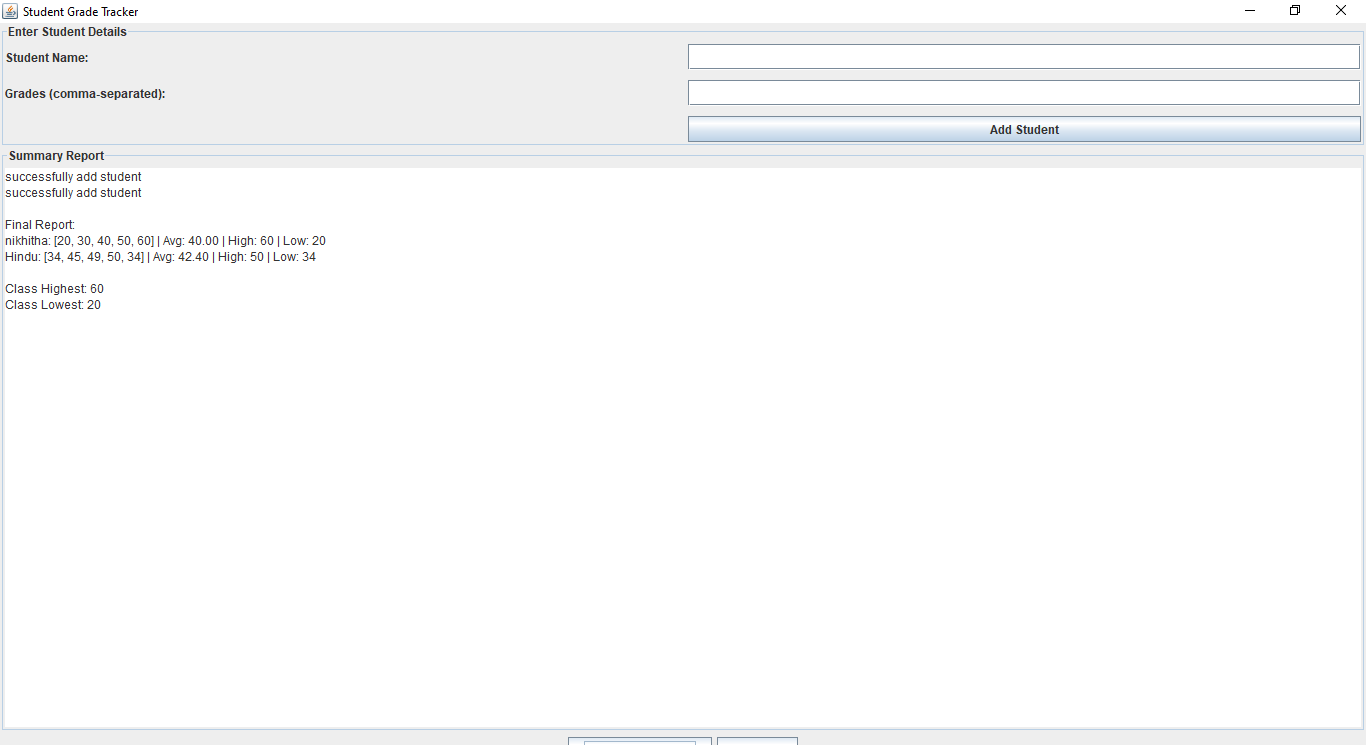 Student Grade Tracker
Enter Student Details
Student Name:
Grades (comma-separated):
Add Student
Summary Report
successfully add student
successfully add student
Final Report:
nikhitha: [20, 30, 40, 50, 60] | Avg: 40.00 | High: 60 | Low: 20
Hindu: [34, 45, 49, 50, 34] | Avg: 42.40 | High: 50 | Low: 34
Class Highest: 60
Class Lowest: 20